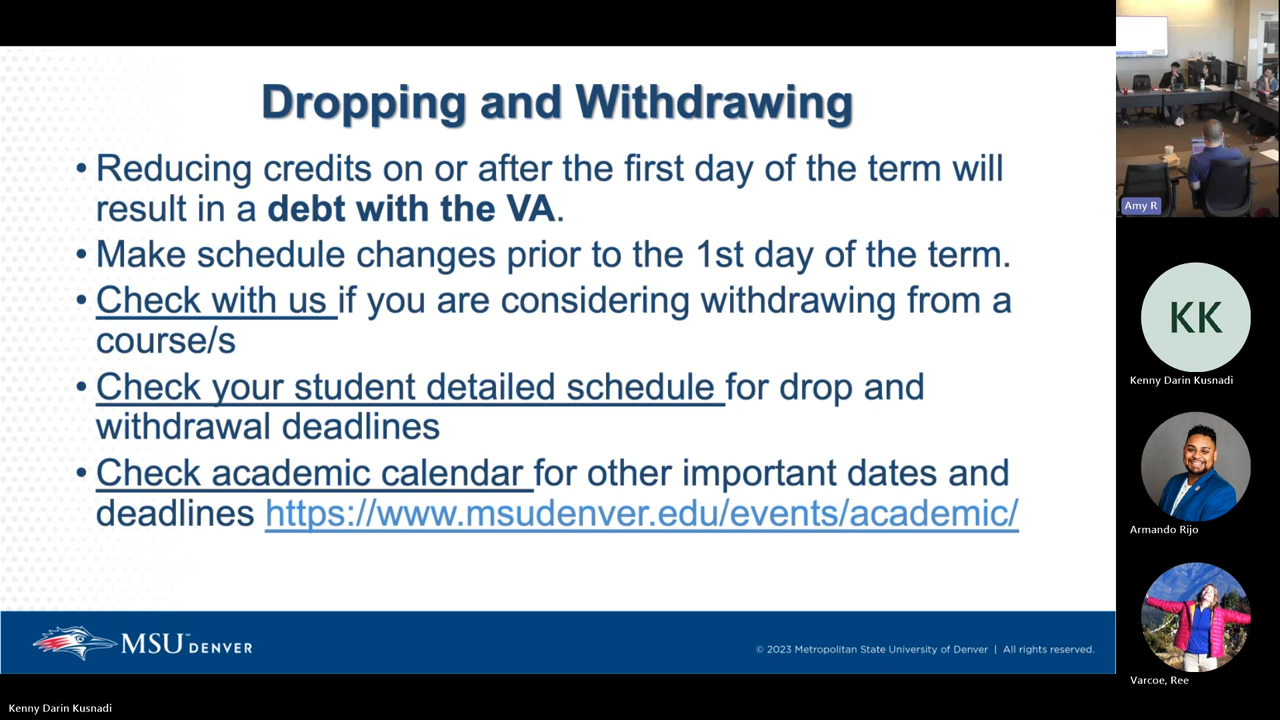 Dropping and Withdrawing
• Reducing credits on or after the first day of the term will
result in a debt with the VA.
• Make schedule changes prior to the 1st day of the term.
• Check with us if you are considering withdrawing from a
course/s
• Check your student detailed schedule for drop and
withdrawal deadlines
• Check academic calendar for other important dates and
deadlines https://www.msudenver.edu/events/academic/
MSU DENVER
© 2023 Metropolitan State University of Denver | All rights reserved.
Amy R
KK
Kenny Darin Kusnadi
Armando Rijo
Varcoe, Ree
Kenny Darin Kusnadi